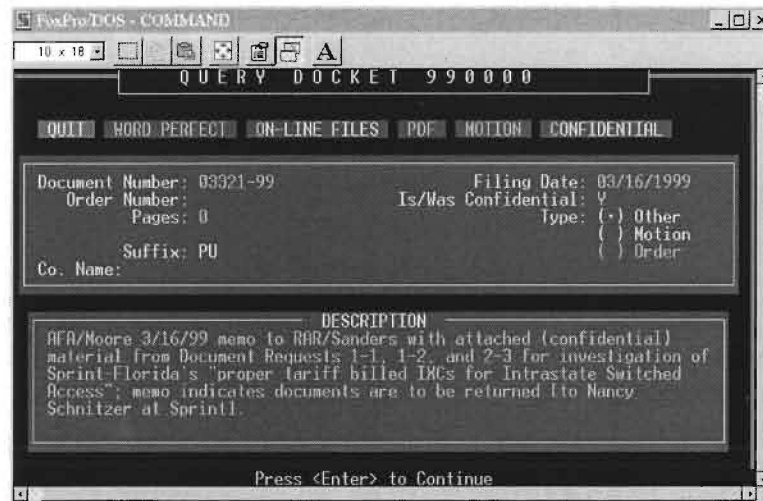 FoxPro/DOS - COMMAND
10 x 18
A
QUERY DOCKET 990000
QUIT WORD PERFECT ON-LINE FILES PDF MOTION CONFIDENTIAL
Document Number: 03321-99 Filing Date: 03/16/1999
Order Number: Is/Was Confidential: Y
Pages: 0 Type: (·) Other
( ) Motion
Suffix: PU ( ) Order
Co. Name:
DESCRIPTION
AFA/Moore 3/16/99 memo to RAR/Sanders with attached (confidential)
material from Document Requests 1-1, 1-2, and 2-3 for investigation of
Sprint-Florida's "proper tariff billed IXCs for Intrastate Switched
Access"; memo indicates documents are to be returned [to Nancy
Schnitzer at Sprint].
Press <Enter> to Continue